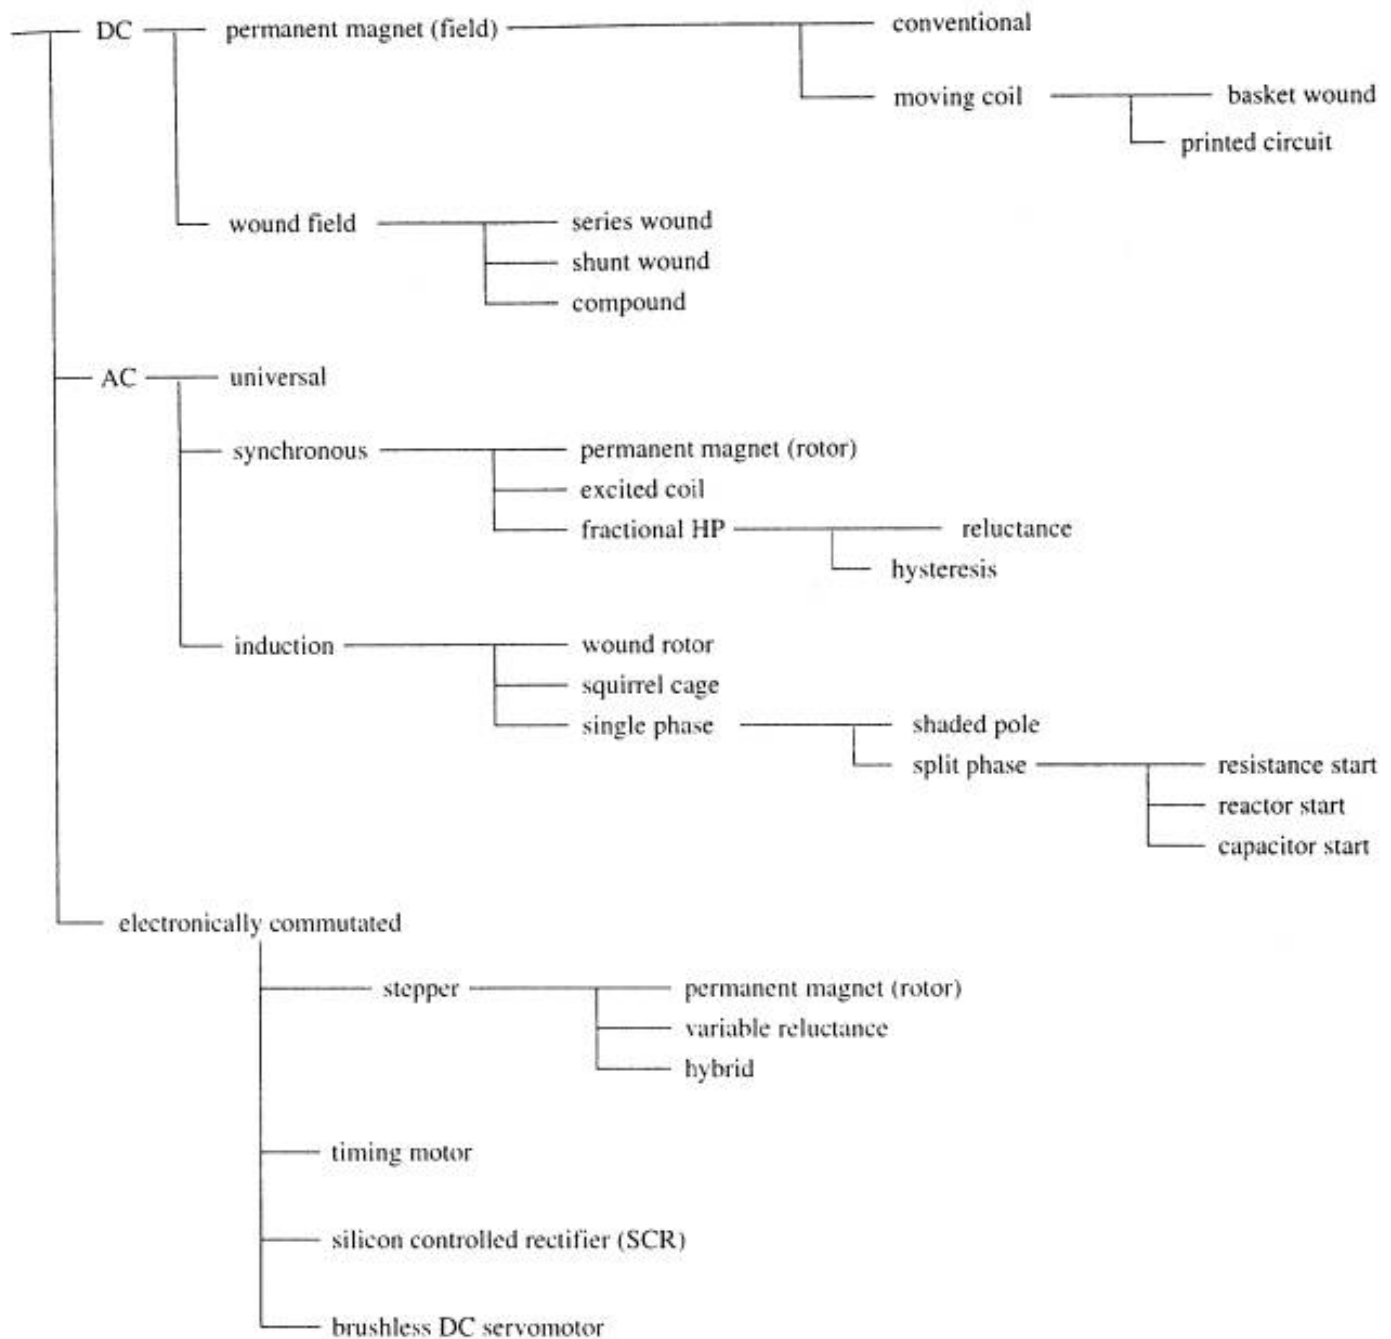 DC permanent magnet (field) conventional
moving coil basket wound
printed circuit
wound field series wound
shunt wound
compound
AC universal
synchronous permanent magnet (rotor)
excited coil
fractional HP reluctance
hysteresis
induction wound rotor
squirrel cage
single phase shaded pole
split phase resistance start
reactor start
capacitor start
electronically commutated
stepper permanent magnet (rotor)
variable reluctance
hybrid
timing motor
silicon controlled rectifier (SCR)
brushless DC servomotor